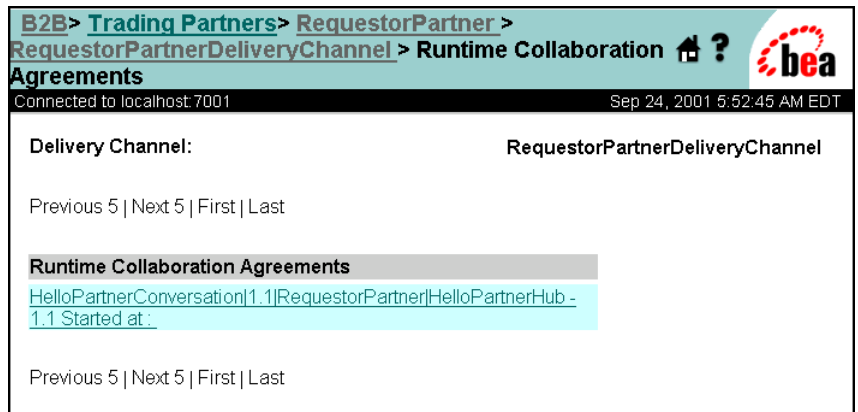 B2B> Trading Partners> RequestorPartner >
RequestorPartnerDeliveryChannel > Runtime Collaboration ?
Agreements
bea
Connected to localhost:7001 Sep 24, 2001 5:52:45 AM EDT
Delivery Channel: RequestorPartnerDeliveryChannel
Previous 5 | Next 5 | First | Last
Runtime Collaboration Agreements
HelloPartnerConversation|1.1|RequestorPartner|HelloPartnerHub -
1.1 Started at :
Previous 5 | Next 5 | First | Last